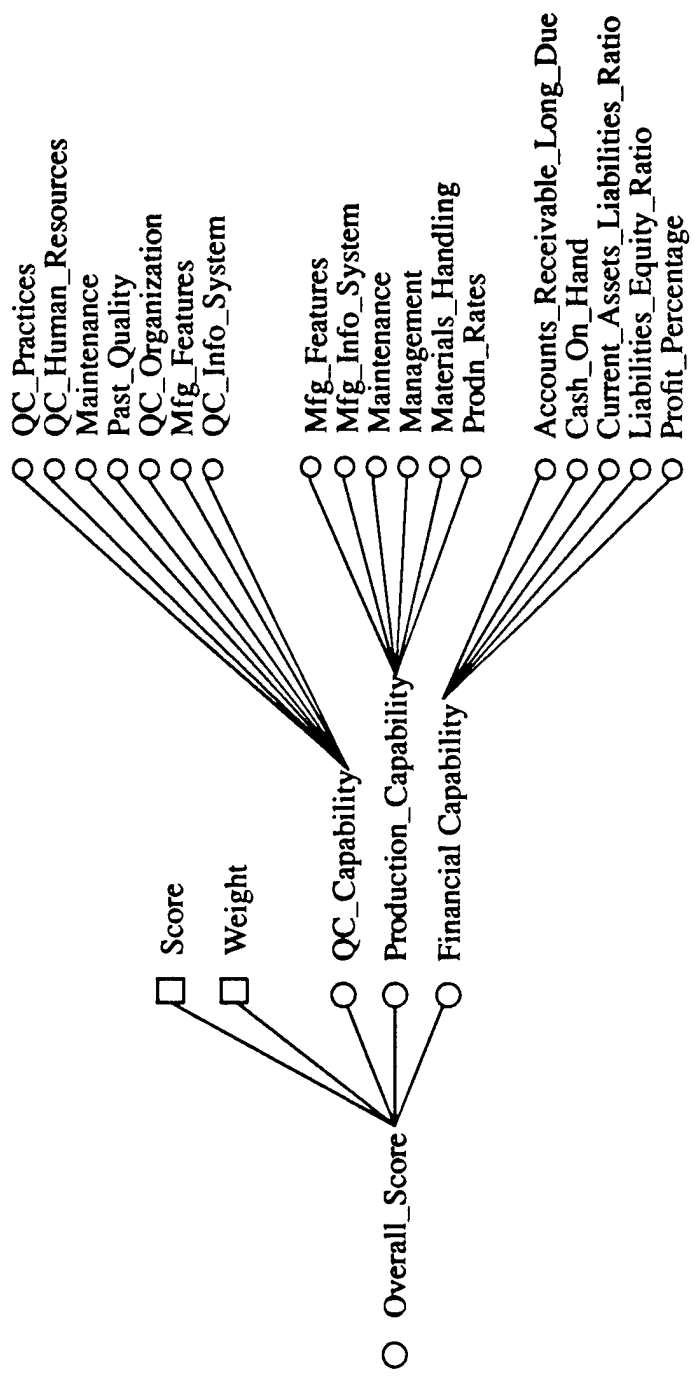 Overall_Score
Score
Weight
QC_Capability
Production_Capability
Financial Capability
QC_Practices
QC_Human_Resources
Maintenance
Past_Quality
QC_Organization
Mfg_Features
QC_Info_System
Mfg_Features
Mfg_Info_System
Maintenance
Management
Materials_Handling
Prodn_Rates
Accounts_Receivable_Long_Due
Cash_On_Hand
Current_Assets_Liabilities_Ratio
Liabilities_Equity_Ratio
Profit_Percentage